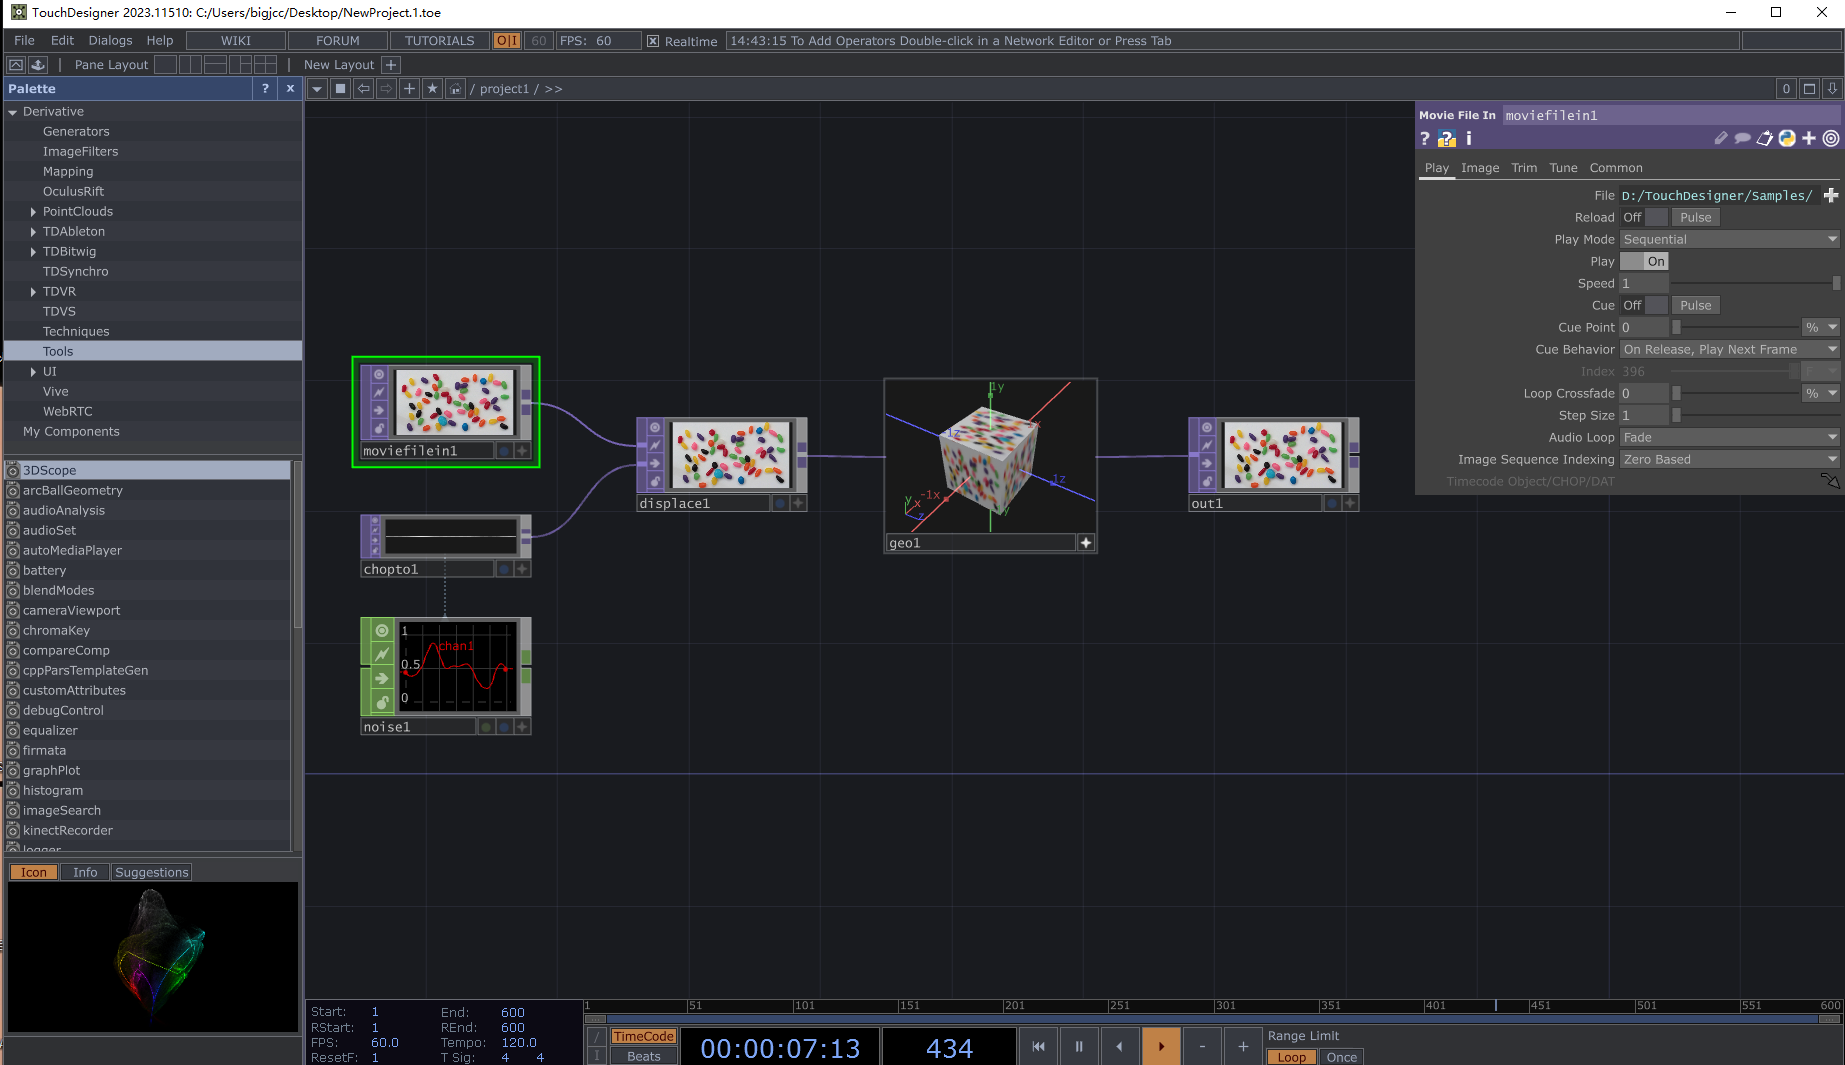 TouchDesigner 2023.11510: C:/Users/bigjcc/Desktop/NewProject.1.toe
File Edit Dialogs Help WIKI FORUM TUTORIALS O|I 60 FPS: 60 Realtime 14:43:15 To Add Operators Double-click in a Network Editor or Press Tab
Pane Layout New Layout +
Palette ? x
/ project1 / >> 0
Derivative
Generators
ImageFilters
Mapping
OculusRift
PointClouds
TDAbleton
TDBitwig
TDSynchro
TDVR
TDVS
Techniques
Tools
UI
Vive
WebRTC
My Components
3DScope
arcBallGeometry
audioAnalysis
audioSet
autoMediaPlayer
battery
blendModes
cameraViewport
chromaKey
compareComp
cppParsTemplateGen
customAttributes
debugControl
equalizer
firmata
graphPlot
histogram
imageSearch
kinectRecorder
logger
Icon Info Suggestions
moviefilein1
chopto1
1
chan1
0.5
0
noise1
displace1
1y
x
-1z
1z
-1x
y
y
x
z
geo1
out1
Movie File In moviefilein1
? ? i
Play Image Trim Tune Common
File D:/TouchDesigner/Samples/
Reload Off Pulse
Play Mode Sequential
Play On
Speed 1
Cue Off Pulse
Cue Point 0 %
Cue Behavior On Release, Play Next Frame
Index 396 F
Loop Crossfade 0 %
Step Size 1
Audio Loop Fade
Image Sequence Indexing Zero Based
Timecode Object/CHOP/DAT
Start: 1 End: 600
RStart: 1 REnd: 600
FPS: 60.0 Tempo: 120.0
ResetF: 1 T Sig: 4 4
1 51 101 151 201 251 301 351 401 451 501 551 600
/ TimeCode
I Beats
00:00:07:13 434
- +
Range Limit
Loop Once